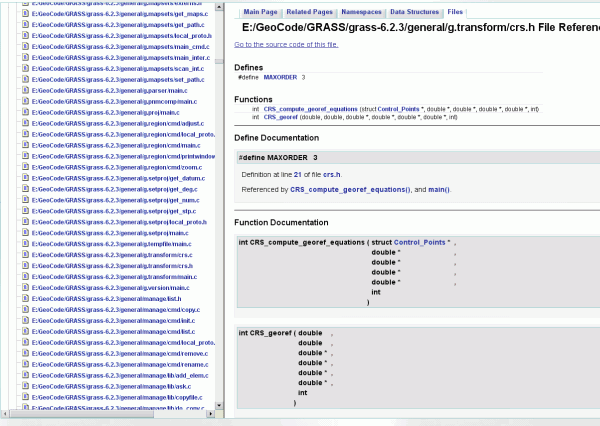 E:/GeoCode/GRASS/grass-6.2.3/general/g.mapsets/externs.h
E:/GeoCode/GRASS/grass-6.2.3/general/g.mapsets/get_maps.c
E:/GeoCode/GRASS/grass-6.2.3/general/g.mapsets/get_path.c
E:/GeoCode/GRASS/grass-6.2.3/general/g.mapsets/local_proto.h
E:/GeoCode/GRASS/grass-6.2.3/general/g.mapsets/main_cmd.c
E:/GeoCode/GRASS/grass-6.2.3/general/g.mapsets/main_inter.c
E:/GeoCode/GRASS/grass-6.2.3/general/g.mapsets/scan_int.c
E:/GeoCode/GRASS/grass-6.2.3/general/g.mapsets/set_path.c
E:/GeoCode/GRASS/grass-6.2.3/general/g.parser/main.c
E:/GeoCode/GRASS/grass-6.2.3/general/g.pnmcomp/main.c
E:/GeoCode/GRASS/grass-6.2.3/general/g.proj/main.c
E:/GeoCode/GRASS/grass-6.2.3/general/g.region/cmd/adjust.c
E:/GeoCode/GRASS/grass-6.2.3/general/g.region/cmd/local_proto.
E:/GeoCode/GRASS/grass-6.2.3/general/g.region/cmd/main.c
E:/GeoCode/GRASS/grass-6.2.3/general/g.region/cmd/printwindow
E:/GeoCode/GRASS/grass-6.2.3/general/g.region/cmd/zoom.c
E:/GeoCode/GRASS/grass-6.2.3/general/g.setproj/get_datum.c
E:/GeoCode/GRASS/grass-6.2.3/general/g.setproj/get_deg.c
E:/GeoCode/GRASS/grass-6.2.3/general/g.setproj/get_num.c
E:/GeoCode/GRASS/grass-6.2.3/general/g.setproj/get_stp.c
E:/GeoCode/GRASS/grass-6.2.3/general/g.setproj/local_proto.h
E:/GeoCode/GRASS/grass-6.2.3/general/g.setproj/main.c
E:/GeoCode/GRASS/grass-6.2.3/general/g.tempfile/main.c
E:/GeoCode/GRASS/grass-6.2.3/general/g.transform/crs.c
E:/GeoCode/GRASS/grass-6.2.3/general/g.transform/crs.h
E:/GeoCode/GRASS/grass-6.2.3/general/g.transform/main.c
E:/GeoCode/GRASS/grass-6.2.3/general/g.version/main.c
E:/GeoCode/GRASS/grass-6.2.3/general/manage/list.h
E:/GeoCode/GRASS/grass-6.2.3/general/manage/cmd/copy.c
E:/GeoCode/GRASS/grass-6.2.3/general/manage/cmd/init.c
E:/GeoCode/GRASS/grass-6.2.3/general/manage/cmd/list.c
E:/GeoCode/GRASS/grass-6.2.3/general/manage/cmd/local_proto.
E:/GeoCode/GRASS/grass-6.2.3/general/manage/cmd/remove.c
E:/GeoCode/GRASS/grass-6.2.3/general/manage/cmd/rename.c
E:/GeoCode/GRASS/grass-6.2.3/general/manage/lib/add_elem.c
E:/GeoCode/GRASS/grass-6.2.3/general/manage/lib/ask.c
E:/GeoCode/GRASS/grass-6.2.3/general/manage/lib/copyfile.c
E:/GeoCode/GRASS/grass-6.2.3/general/manage/lib/do_copy.c
Main Page Related Pages Namespaces Data Structures Files
E:/GeoCode/GRASS/grass-6.2.3/general/g.transform/crs.h File Referenc
Go to the source code of this file.
Defines
#define MAXORDER 3
Functions
int CRS_compute_georef_equations (struct Control_Points *, double *, double *, double *, double *, int)
int CRS_georef (double, double, double *, double *, double *, double *, int)
Define Documentation
#define MAXORDER 3
Definition at line 21 of file crs.h.
Referenced by CRS_compute_georef_equations(), and main().
Function Documentation
int CRS_compute_georef_equations ( struct Control_Points * ,
double * ,
double * ,
double * ,
double * ,
int
)
int CRS_georef ( double ,
double ,
double * ,
double * ,
double * ,
double * ,
int
)